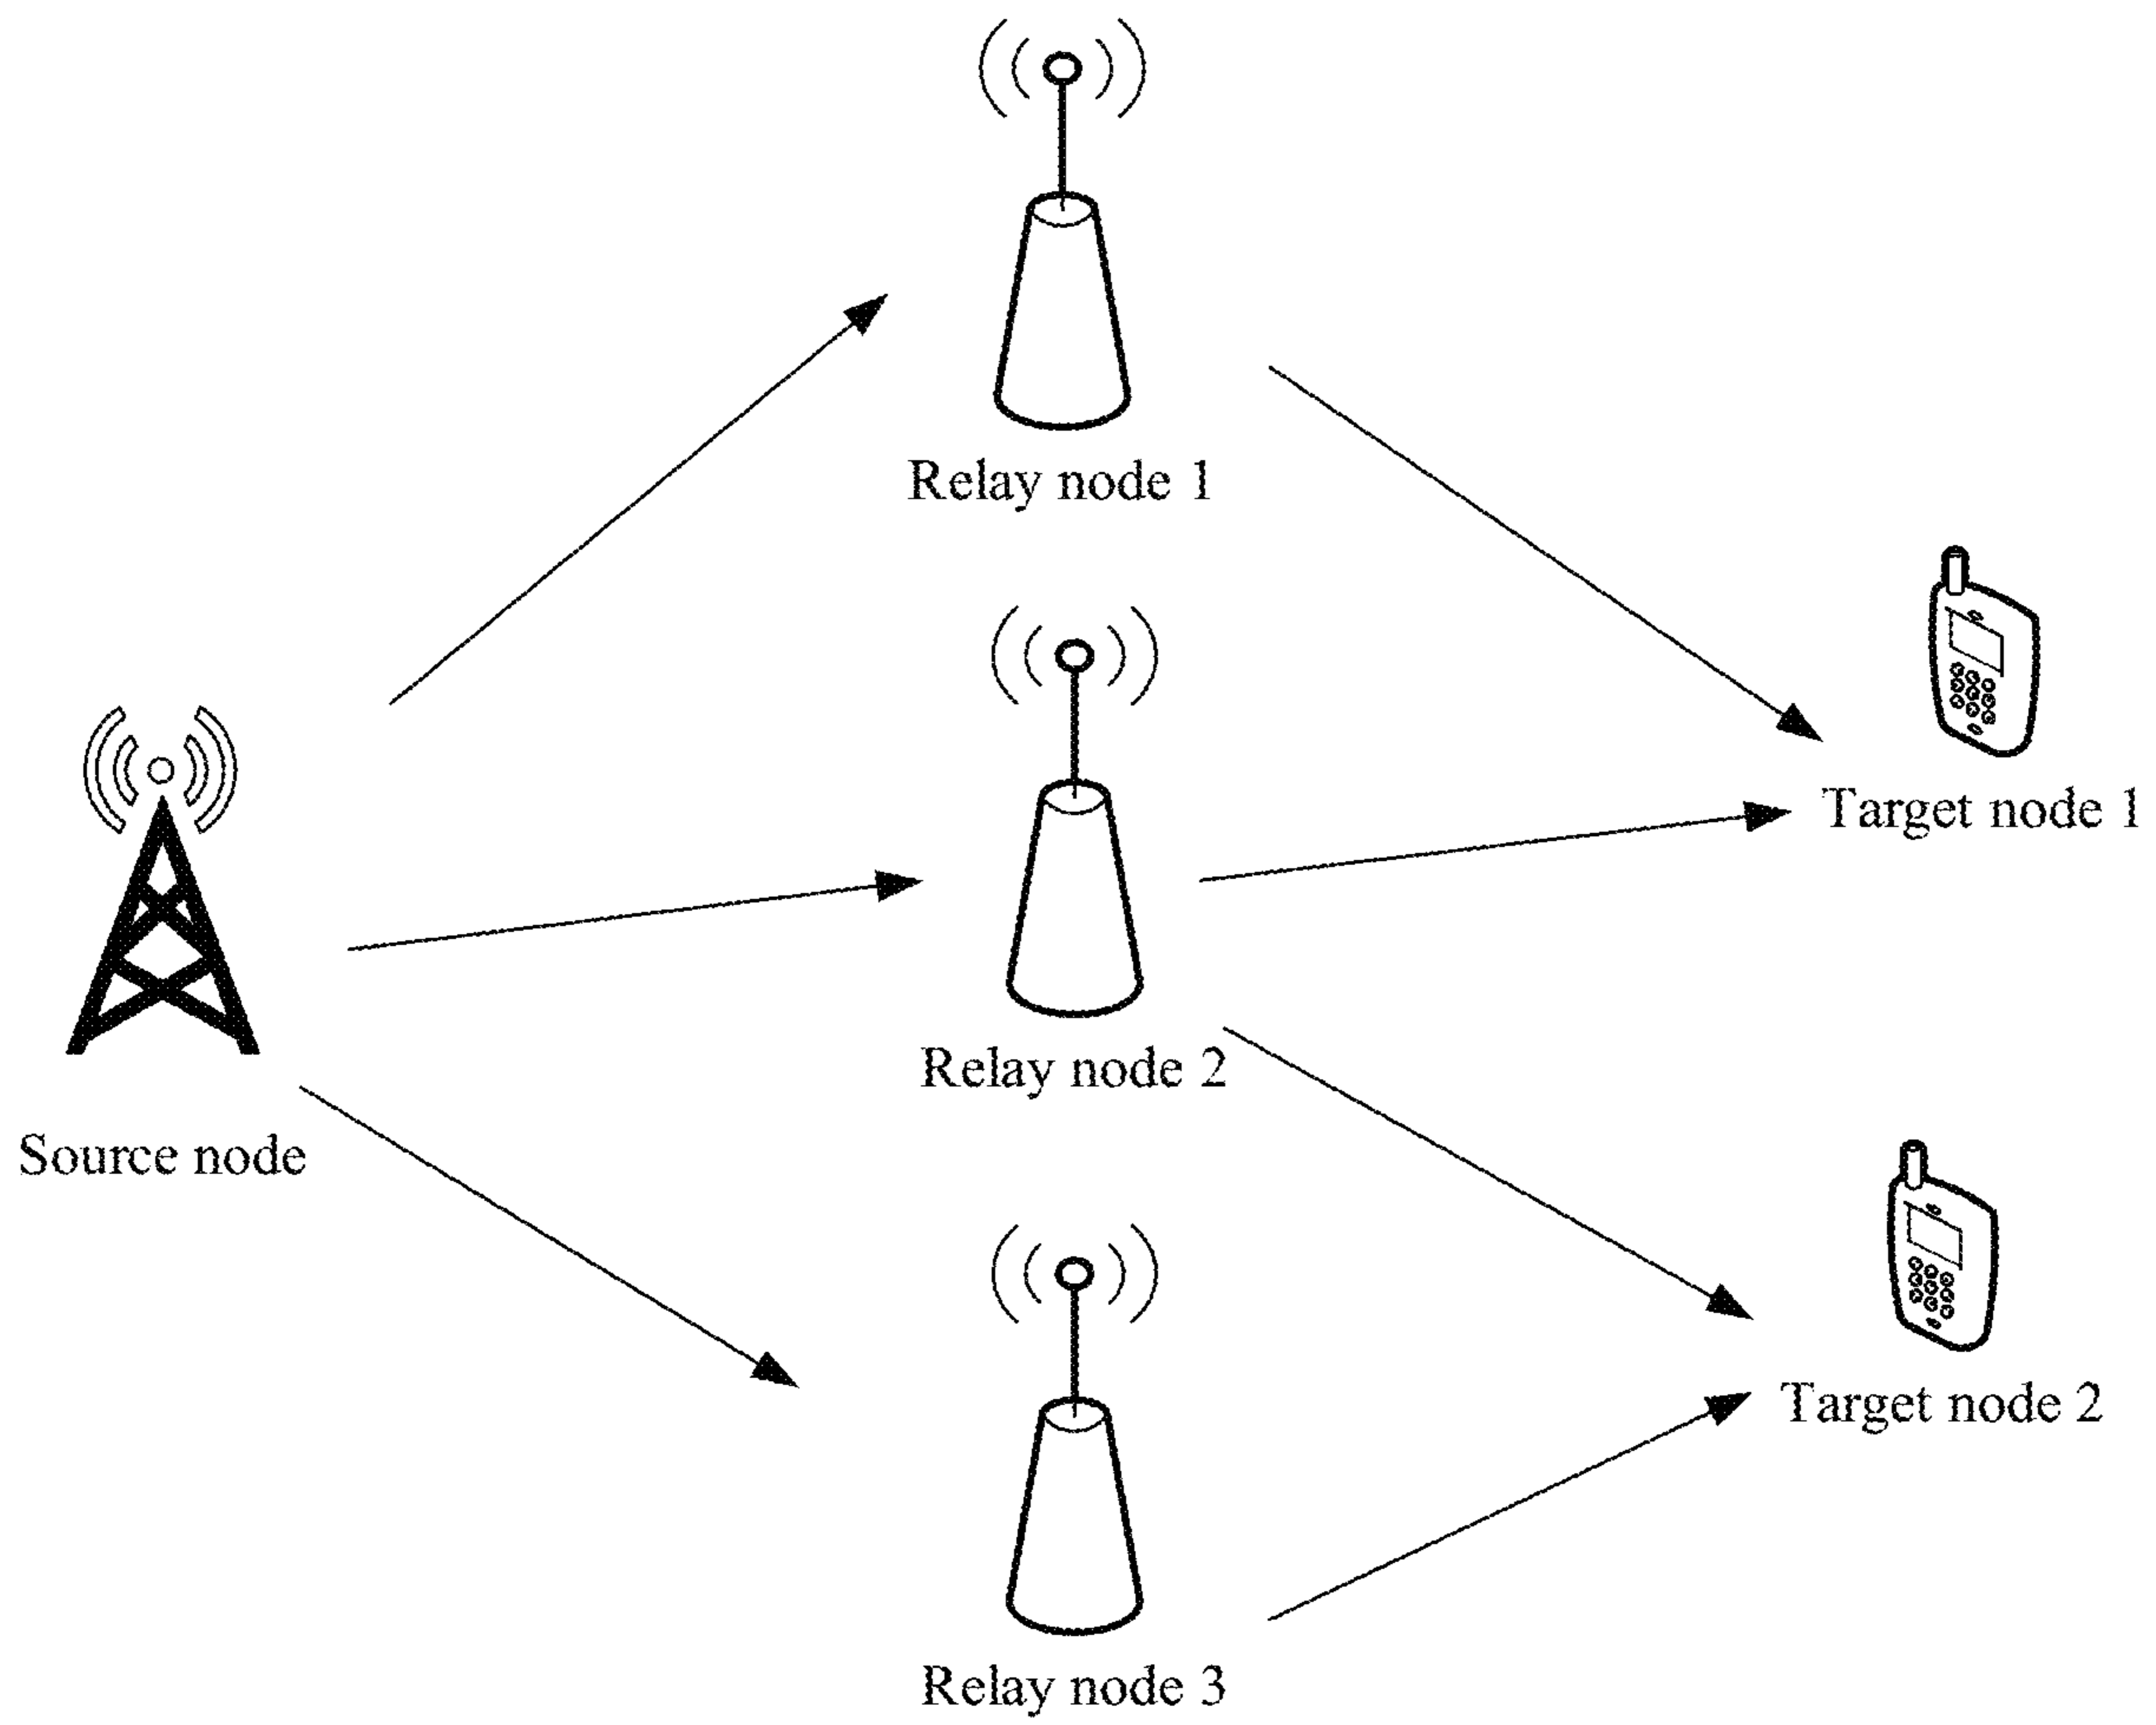 Relay node 1
Target node 1
Relay node 2
Source node
Target node 2
Relay node 3